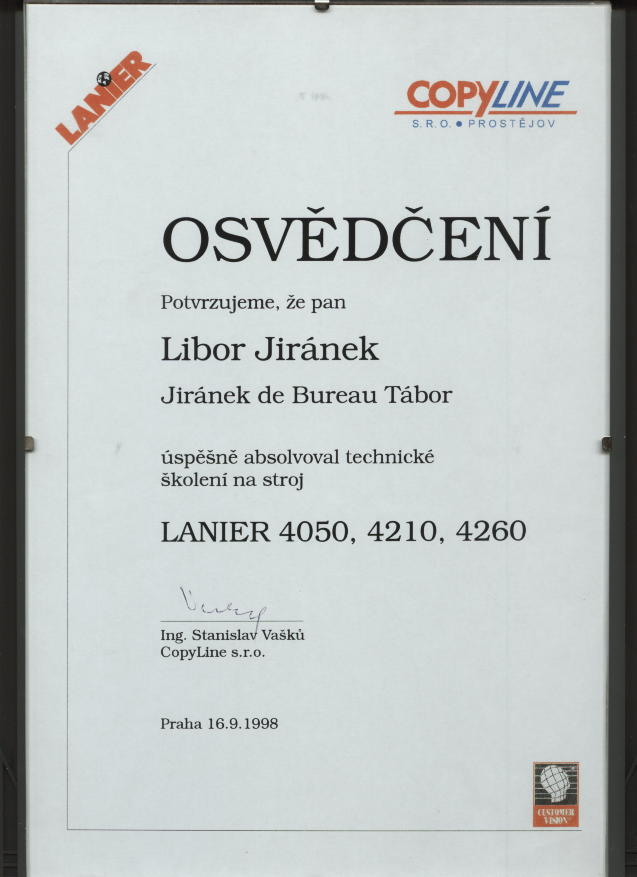 LANIER
COPYLINE
S.R.O. • PROSTĚJOV
OSVĚDČENÍ
Potvrzujeme, že pan
Libor Jiránek
Jiránek de Bureau Tábor
úspěšně absolvoval technické
školení na stroj
LANIER 4050, 4210, 4260
Ing. Stanislav Vašků
CopyLine s.r.o.
Praha 16.9.1998
CUSTOMER
VISION